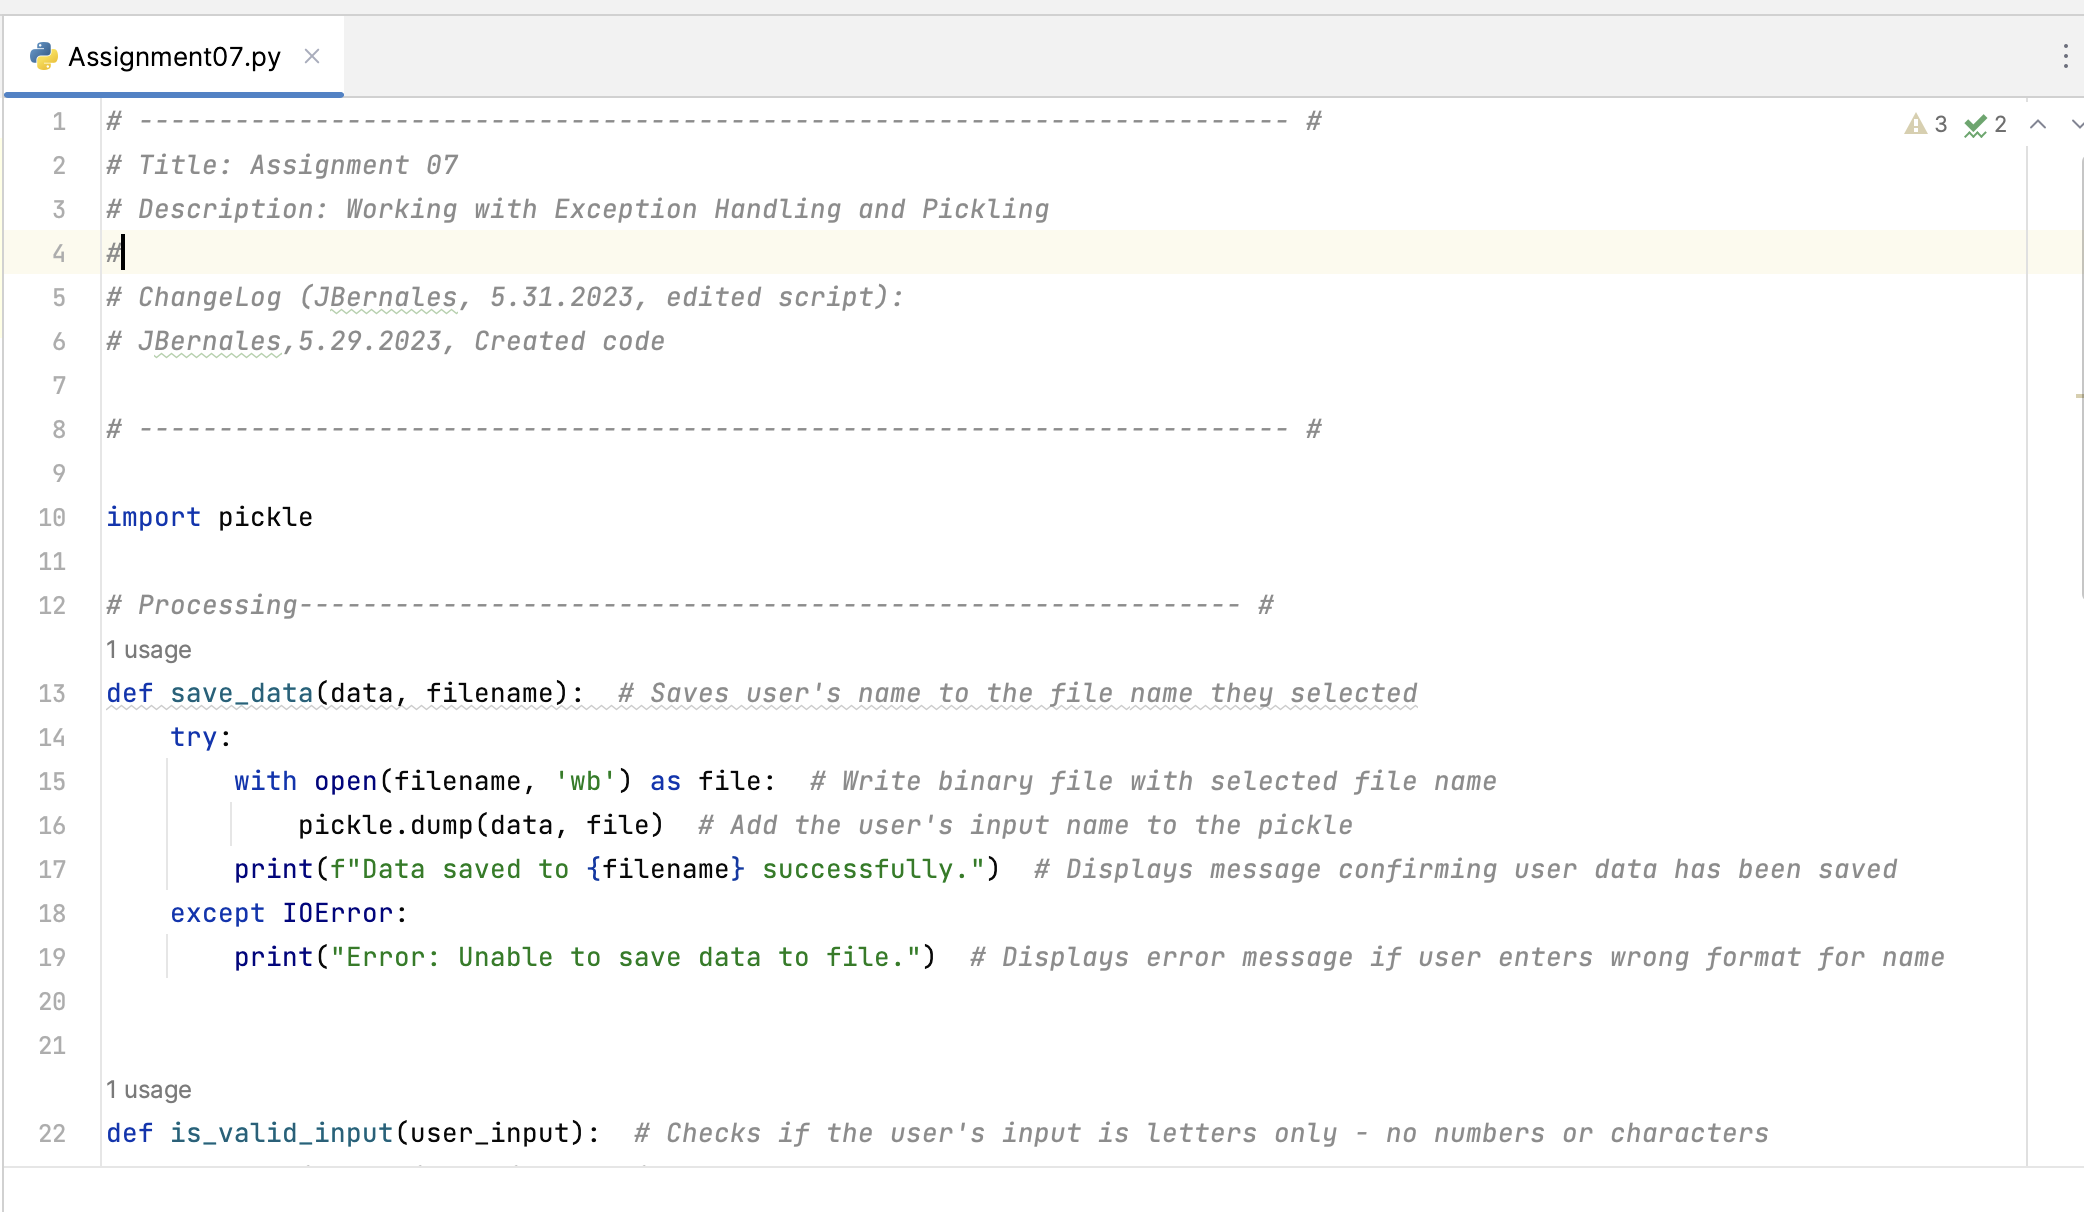 Assignment07.py
3 2
1 # ------------------------------------------------------------------------ #
2 # Title: Assignment 07
3 # Description: Working with Exception Handling and Pickling
4 #
5 # ChangeLog (JBernales, 5.31.2023, edited script):
6 # JBernales,5.29.2023, Created code
7
8 # ------------------------------------------------------------------------ #
9
10 import pickle
11
12 # Processing----------------------------------------------------------- #
1 usage
13 def save_data(data, filename):  # Saves user's name to the file name they selected
14     try:
15         with open(filename, 'wb') as file:  # Write binary file with selected file name
16             pickle.dump(data, file)  # Add the user's input name to the pickle
17         print(f"Data saved to {filename} successfully.")  # Displays message confirming user data has been saved
18     except IOError:
19         print("Error: Unable to save data to file.")  # Displays error message if user enters wrong format for name
20
21
1 usage
22 def is_valid_input(user_input):  # Checks if the user's input is letters only - no numbers or characters